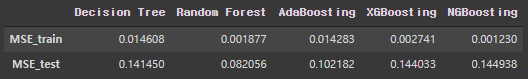 Decision Tree Random Forest AdaBoosting XGBoosting NGBoosting
MSE_train 0.014608 0.001877 0.014283 0.002741 0.001230
MSE_test 0.141450 0.082056 0.102182 0.144033 0.144938